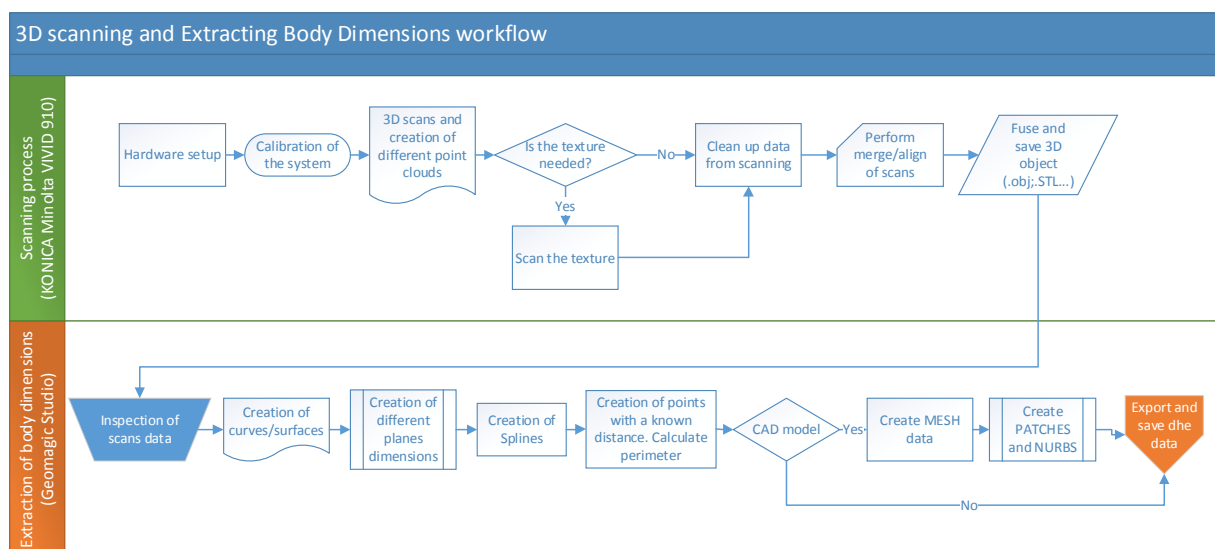 3D scanning and Extracting Body Dimensions workflow
Scanning process
(KONICA Minolta VIVID 910)
Hardware setup
Calibration of
the system
3D scans and
creation of
different point
clouds
Is the texture
needed?
No
Yes
Scan the texture
Clean up data
from scanning
Perform
merge/align
of scans
Fuse and
save 3D
object
(.obj;.STL...)
Extraction of body dimensions
(Geomagic Studio)
Inspection of
scans data
Creation of
curves/surfaces
Creation of
different
planes
dimensions
Creation of
Splines
Creation of points
with a known
distance. Calculate
perimeter
CAD model
Yes
No
Create MESH
data
Create
PATCHES
and NURBS
Export and
save dhe
data